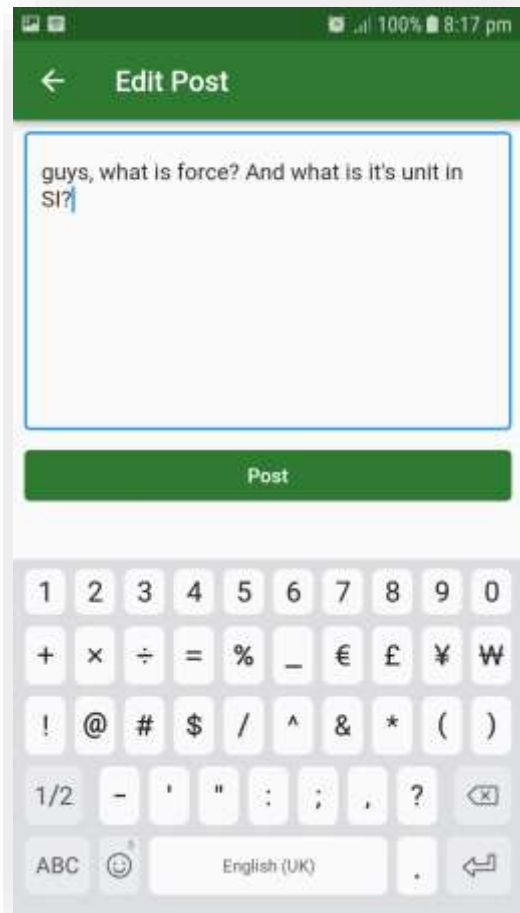 100% 8:17 pm
Edit Post
guys, what is force? And what is it's unit in
SI?
Post
1 2 3 4 5 6 7 8 9 0
+ × ÷ = % _ € £ ¥ ₩
! @ # $ / ^ & * ( )
1/2 - ' " : ; , ?
ABC English (UK) .